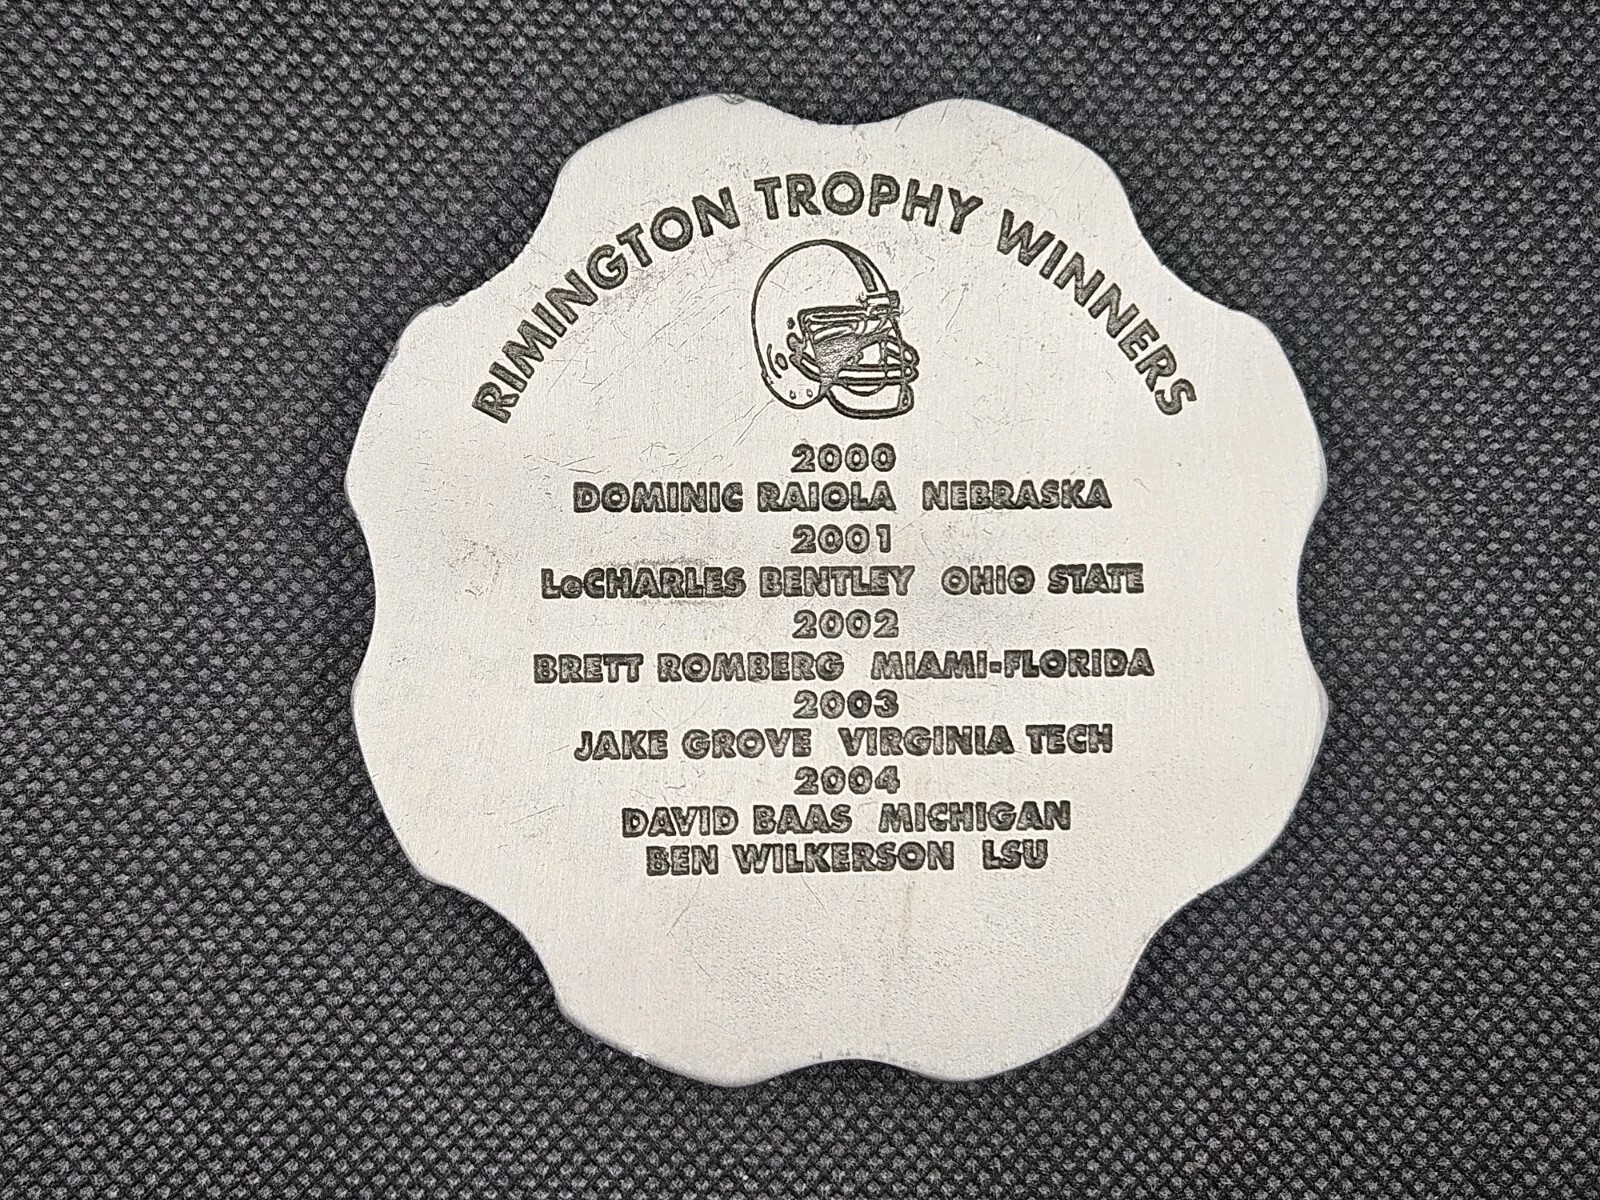 RIMINGTON TROPHY WINNERS
2000
DOMINIC RAIOLA NEBRASKA
2001
LeCHARLES BENTLEY OHIO STATE
2002
BRETT ROMBERG MIAMI-FLORIDA
2003
JAKE GROVE VIRGINIA TECH
2004
DAVID BAAS MICHIGAN
BEN WILKERSON LSU